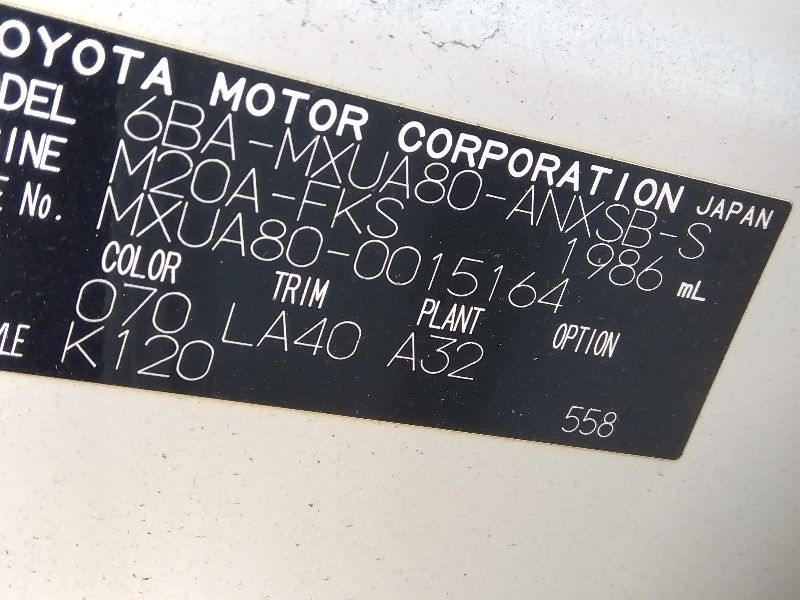 OYOTA MOTOR CORPORATION JAPAN
DEL 6BA-MXUA80-ANXSB-S
INE M20A-FKS 1986 mL
E No. MXUA80-0015164
COLOR TRIM PLANT OPTION
070 LA40 A32
LE K120
558